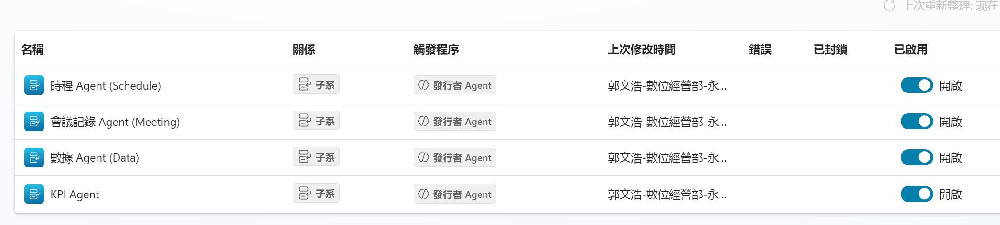 上次重新整理: 现在
名稱 關係 觸發程序 上次修改時間 錯誤 已封鎖 已啟用
時程 Agent (Schedule) 子系 發行者 Agent 郭文浩-數位經營部-永... 開啟
會議記錄 Agent (Meeting) 子系 發行者 Agent 郭文浩-數位經營部-永... 開啟
數據 Agent (Data) 子系 發行者 Agent 郭文浩-數位經營部-永... 開啟
KPI Agent 子系 發行者 Agent 郭文浩-數位經營部-永... 開啟